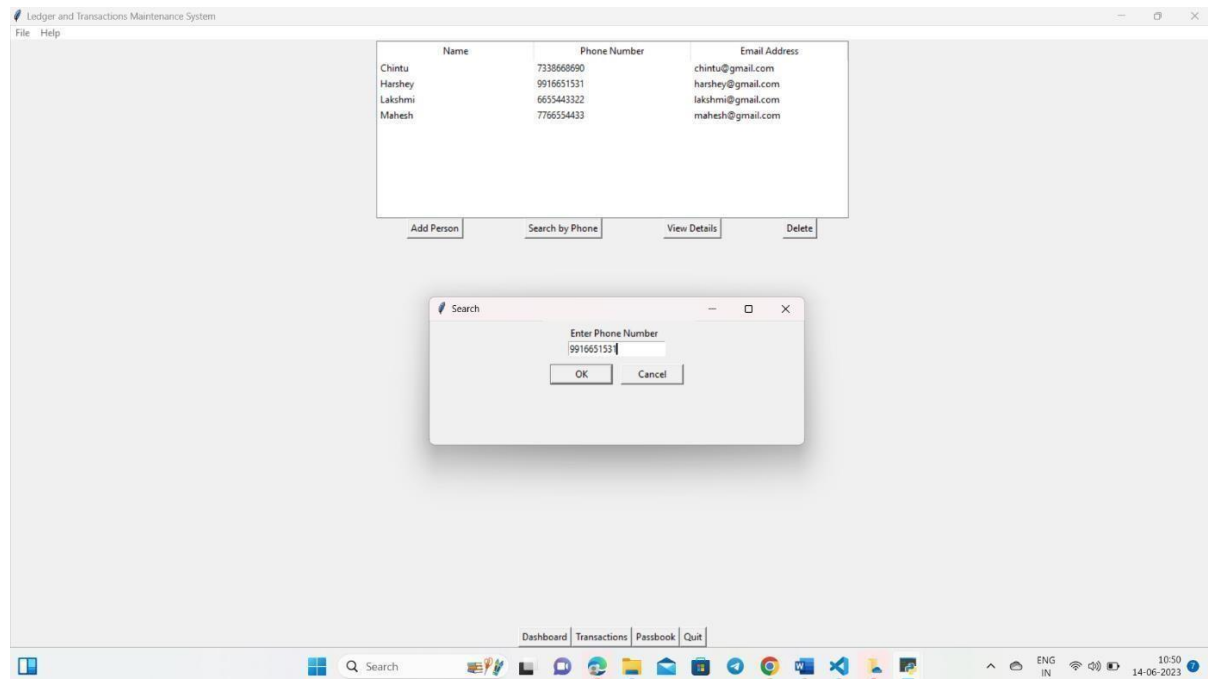 Ledger and Transactions Maintenance System
File Help
Name Phone Number Email Address
Chintu 7338668690 chintu@gmail.com
Harshey 9916651531 harshey@gmail.com
Lakshmi 6655443322 lakshmi@gmail.com
Mahesh 7766554433 mahesh@gmail.com
Add Person Search by Phone View Details Delete
Search
Enter Phone Number
9916651531
OK Cancel
Dashboard Transactions Passbook Quit
Search
ENG
IN
10:50
14-06-2023
7